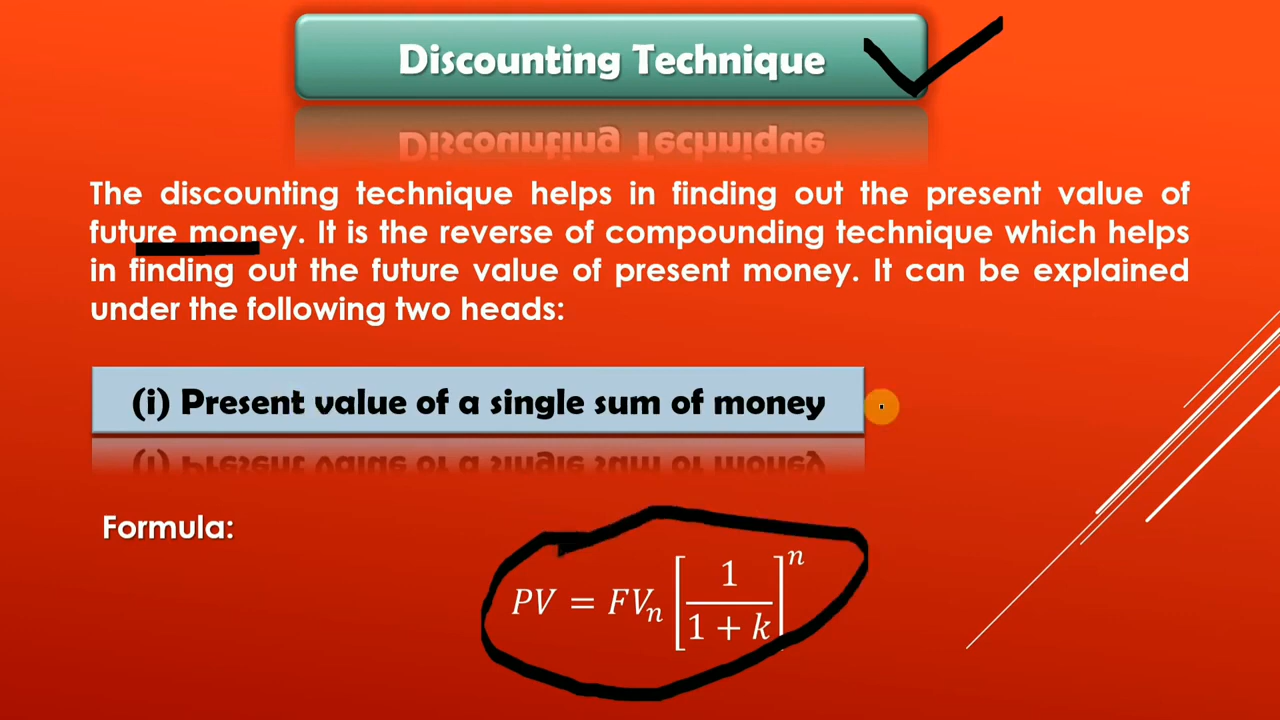 Discounting Technique
The discounting technique helps in finding out the present value of
future money. It is the reverse of compounding technique which helps
in finding out the future value of present money. It can be explained
under the following two heads:
(i) Present value of a single sum of money
Formula:
PV = FVₙ [1 / (1 + k)]ⁿ